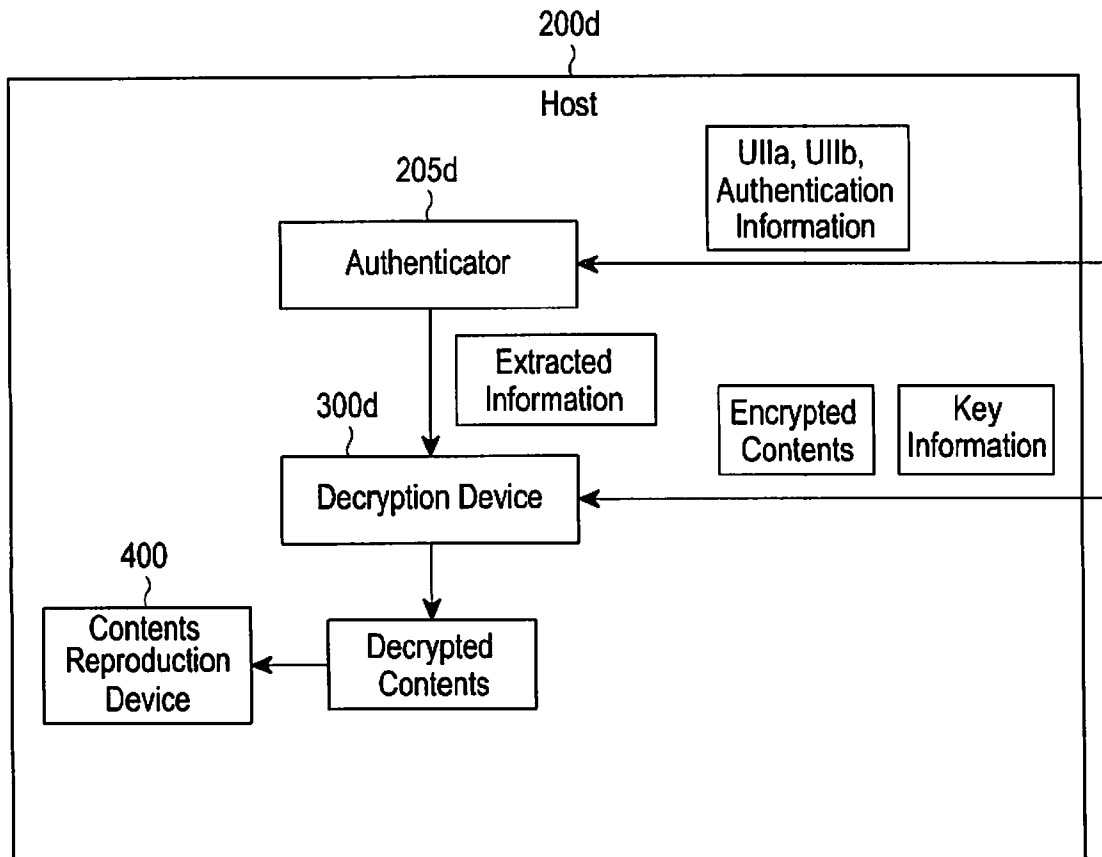 200d
Host
UIIa, UIIb,
Authentication
Information
205d
Authenticator
Extracted
Information
300d
Encrypted
Contents
Key
Information
Decryption Device
400
Contents
Reproduction
Device
Decrypted
Contents